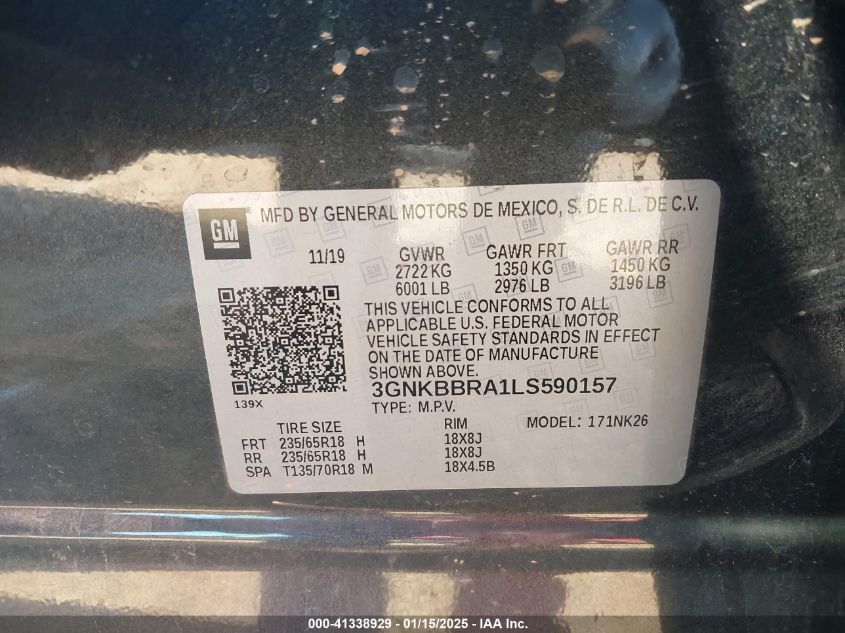 GM
MFD BY GENERAL MOTORS DE MEXICO, S. DE R.L. DE C.V.
11/19 GVWR GAWR FRT GAWR RR
2722 KG 1350 KG 1450 KG
6001 LB 2976 LB 3196 LB
THIS VEHICLE CONFORMS TO ALL
APPLICABLE U.S. FEDERAL MOTOR
VEHICLE SAFETY STANDARDS IN EFFECT
ON THE DATE OF MANUFACTURE
SHOWN ABOVE.
139X
3GNKBBRA1LS590157
TYPE: M.P.V.
TIRE SIZE RIM MODEL: 171NK26
FRT 235/65R18 H 18X8J
RR 235/65R18 H 18X8J
SPA T135/70R18 M 18X4.5B
000-41338929 - 01/15/2025 - IAA Inc.